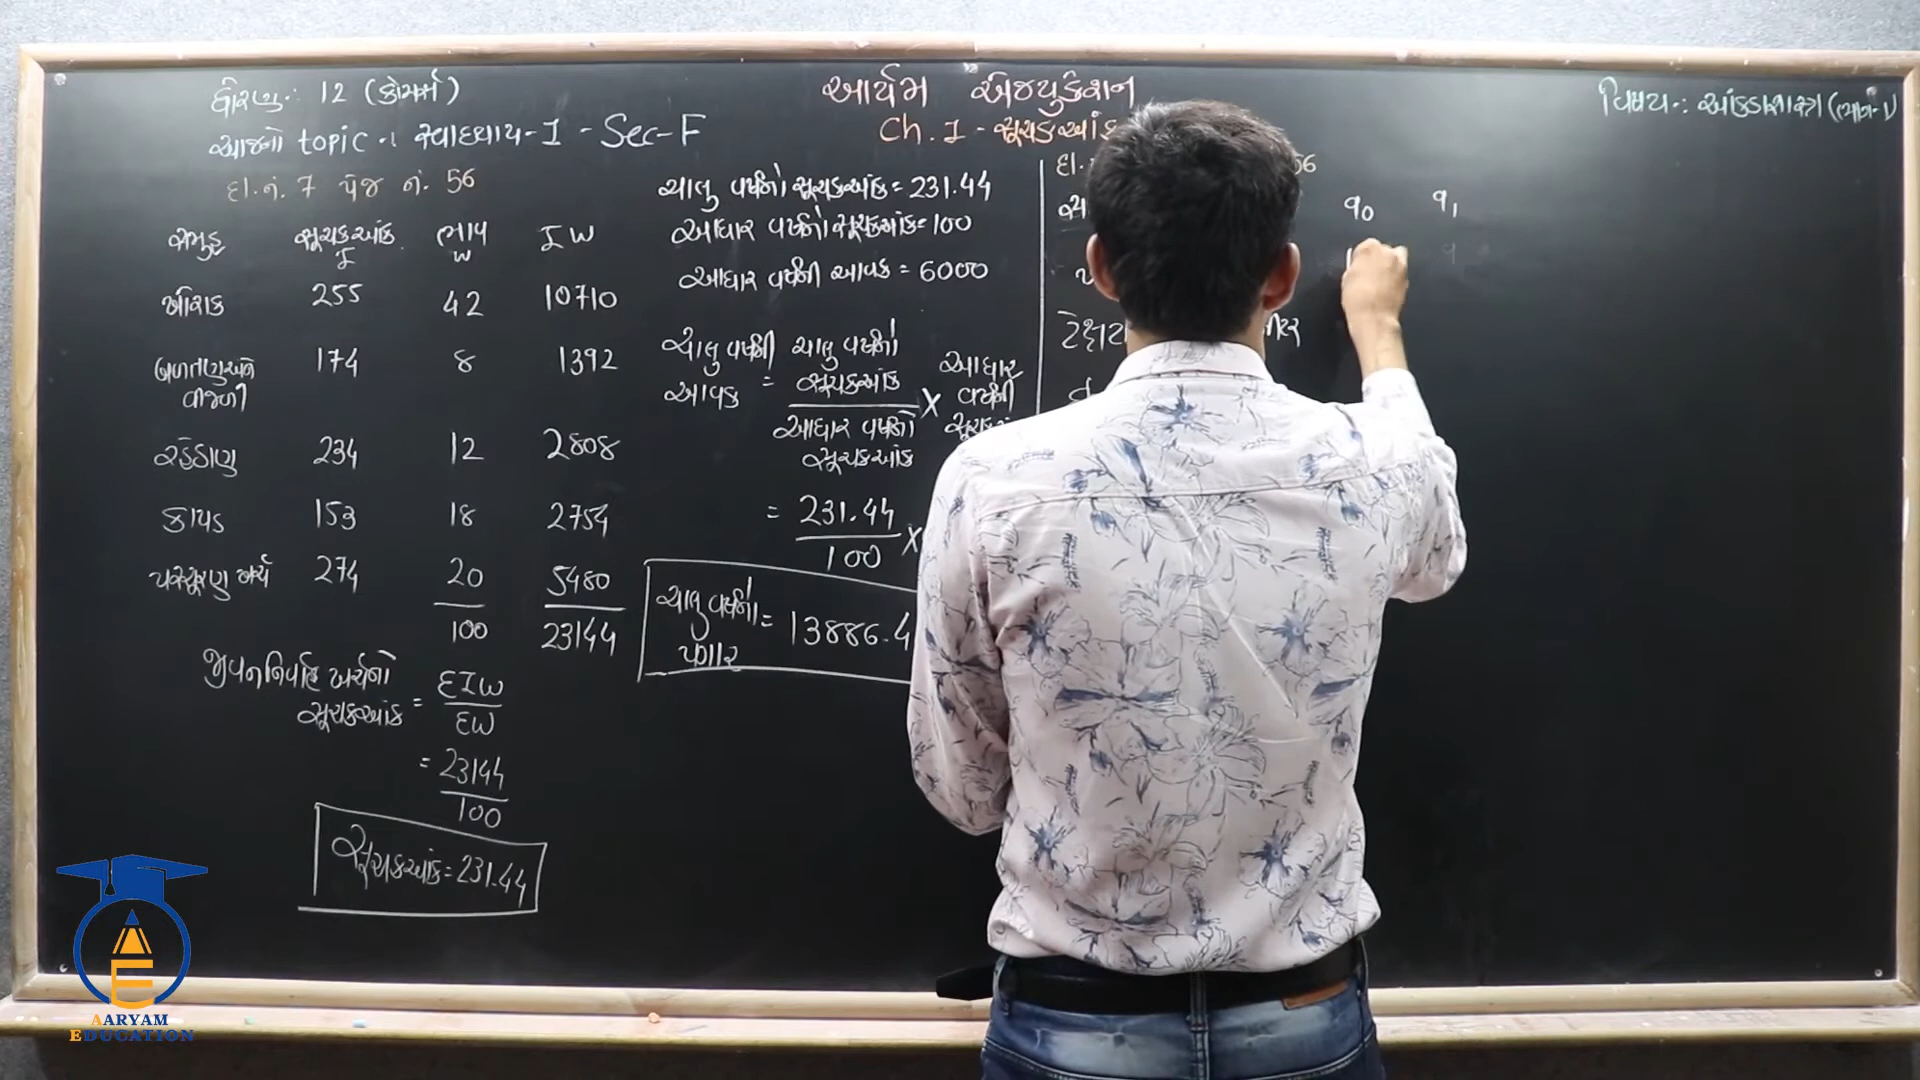 ધોરણ : 12 (કોમર્સ)
આજનો topic : સ્વાધ્યાય-1 - Sec-F
આર્યમ એજ્યુકેશન
Ch. 1 - સૂચકઆંક
વિષય : આંકડાશાસ્ત્ર (ભાગ-1)
દા.નં. 7 પેજ નં. 56
સમુહ સૂચકઆંક I ભાવ W IW
ખોરાક 255 42 10710
બળતણ અને વીજળી 174 8 1392
રહેઠાણ 234 12 2808
કાપડ 153 18 2754
પરચૂરણ ખર્ચ 274 20 5480
100 23144
જીવનનિર્વાહ ખર્ચનો
સૂચકઆંક = ΣIW
ΣW
= 23144
100
સૂચકઆંક = 231.44
ચાલુ વર્ષનો સૂચકઆંક = 231.44
આધાર વર્ષનો સૂચકઆંક = 100
આધાર વર્ષની આવક = 6000
ચાલુ વર્ષની આવક = ચાલુ વર્ષનો સૂચકઆંક × આધાર વર્ષની
આધાર વર્ષનો સૂચકઆંક
= 231.44 ×
100
ચાલુ વર્ષનો પગાર = 13886.4
દા.
56
q0 q1
AARYAM
EDUCATION